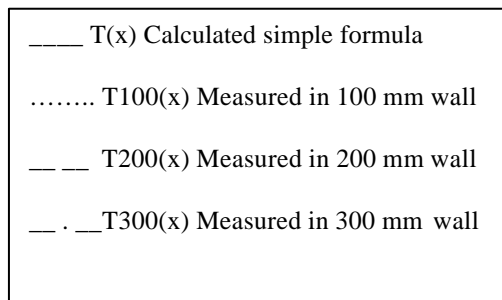 ____ T(x) Calculated simple formula
…….. T100(x) Measured in 100 mm wall
__ __ T200(x) Measured in 200 mm wall
__ . __T300(x) Measured in 300 mm wall